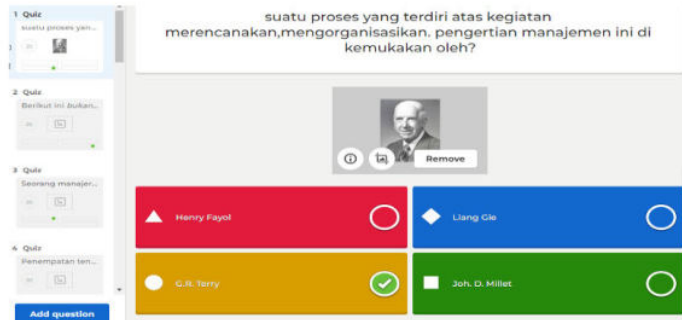 1 Quiz
suatu proses yan...
2 Quiz
Berikut ini bukan...
3 Quiz
Seorang manajer...
4 Quiz
Penempatan ten...
Add question
suatu proses yang terdiri atas kegiatan
merencanakan,mengorganisasikan. pengertian manajemen ini di
kemukakan oleh?
Remove
Henry Fayol
Liang Gie
G.R. Terry
Joh. D. Millet